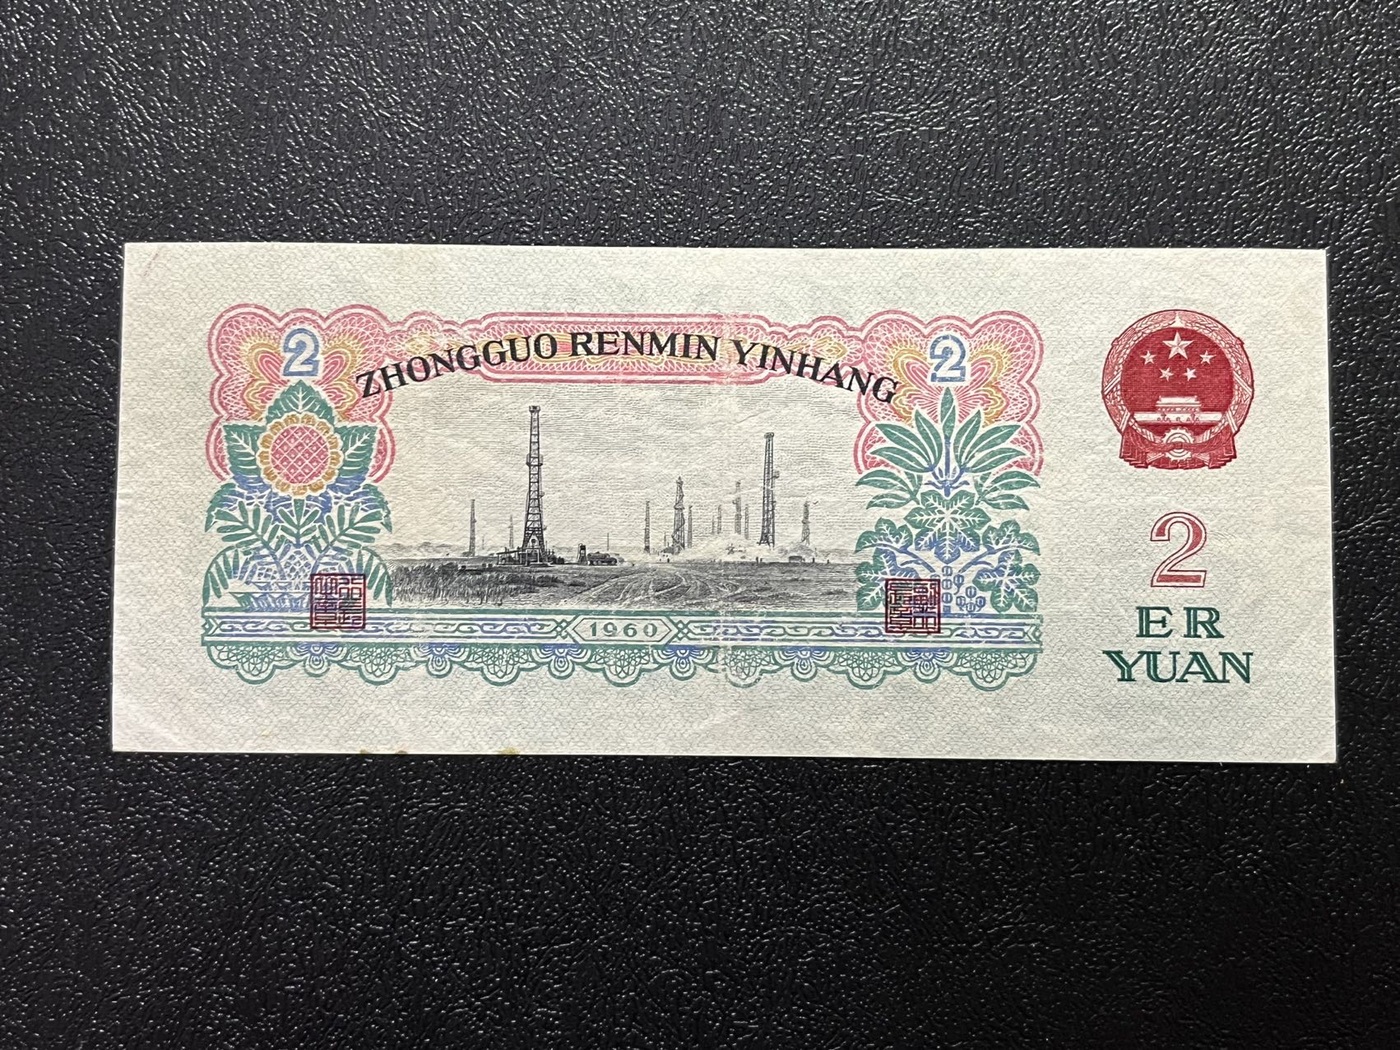 2
2
ZHONGGUO RENMIN YINHANG
1960
2
ER
YUAN